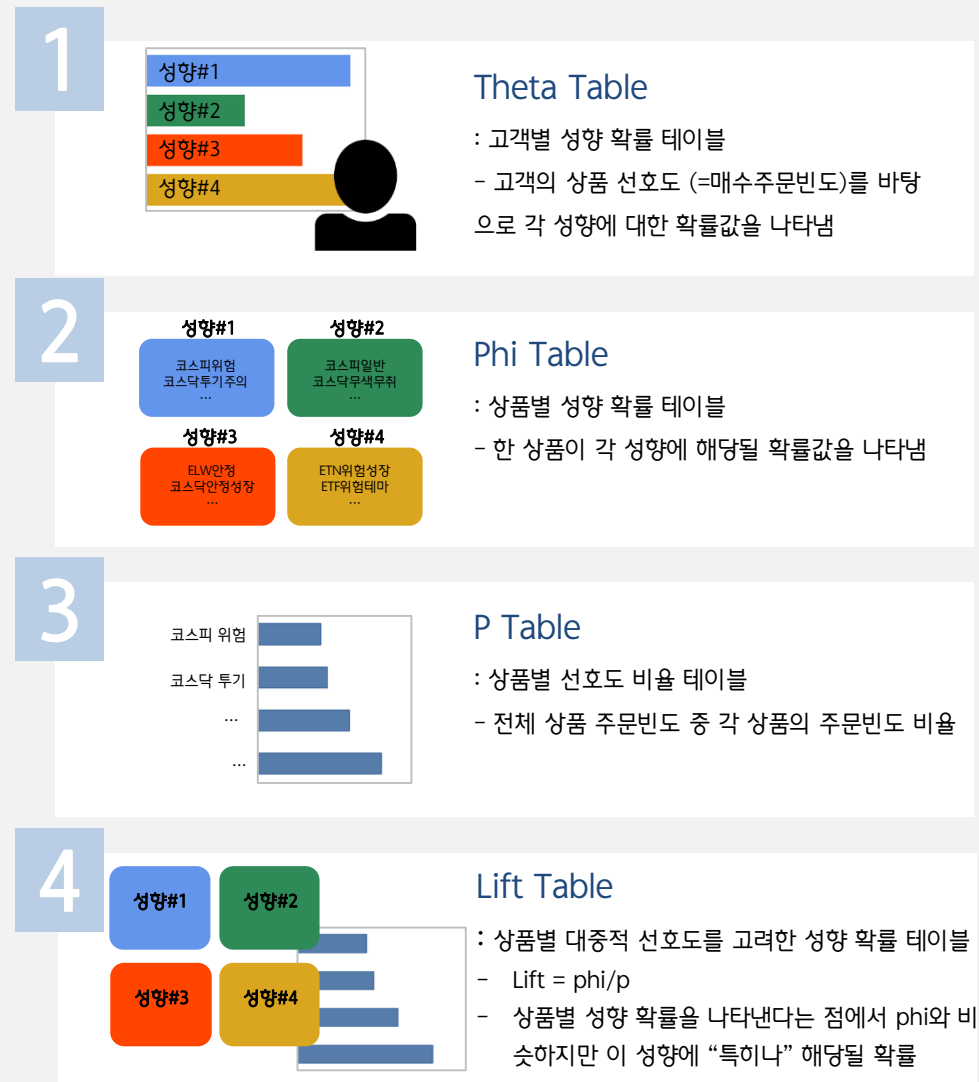 1
성향#1
성향#2
성향#3
성향#4
Theta Table
: 고객별 성향 확률 테이블
- 고객의 상품 선호도 (=매수주문빈도)를 바탕
으로 각 성향에 대한 확률값을 나타냄
2
성향#1
코스피위험
코스닥투기주의
...
성향#2
코스피일반
코스닥무색무취
...
성향#3
ELW안정
코스닥안정성장
...
성향#4
ETN위험성장
ETF위험테마
...
Phi Table
: 상품별 성향 확률 테이블
- 한 상품이 각 성향에 해당될 확률값을 나타냄
3
코스피 위험
코스닥 투기
...
...
P Table
: 상품별 선호도 비율 테이블
- 전체 상품 주문빈도 중 각 상품의 주문빈도 비율
4
성향#1
성향#2
성향#3
성향#4
Lift Table
: 상품별 대중적 선호도를 고려한 성향 확률 테이블
- Lift = phi/p
- 상품별 성향 확률을 나타낸다는 점에서 phi와 비
슷하지만 이 성향에 “특히나” 해당될 확률